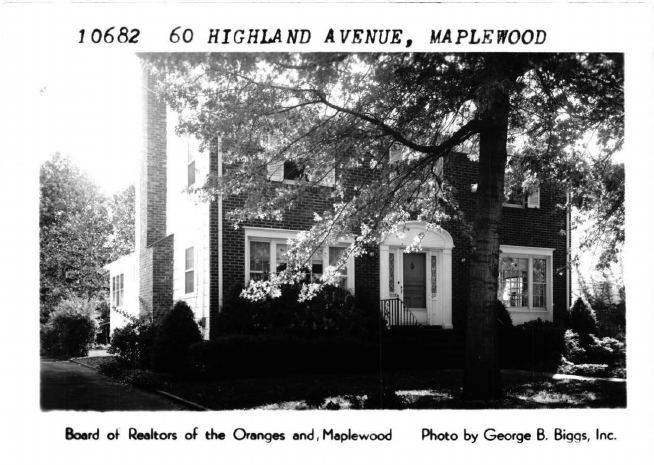 10682 60 HIGHLAND AVENUE, MAPLEWOOD
Board of Realtors of the Oranges and, Maplewood Photo by George B. Biggs, Inc.